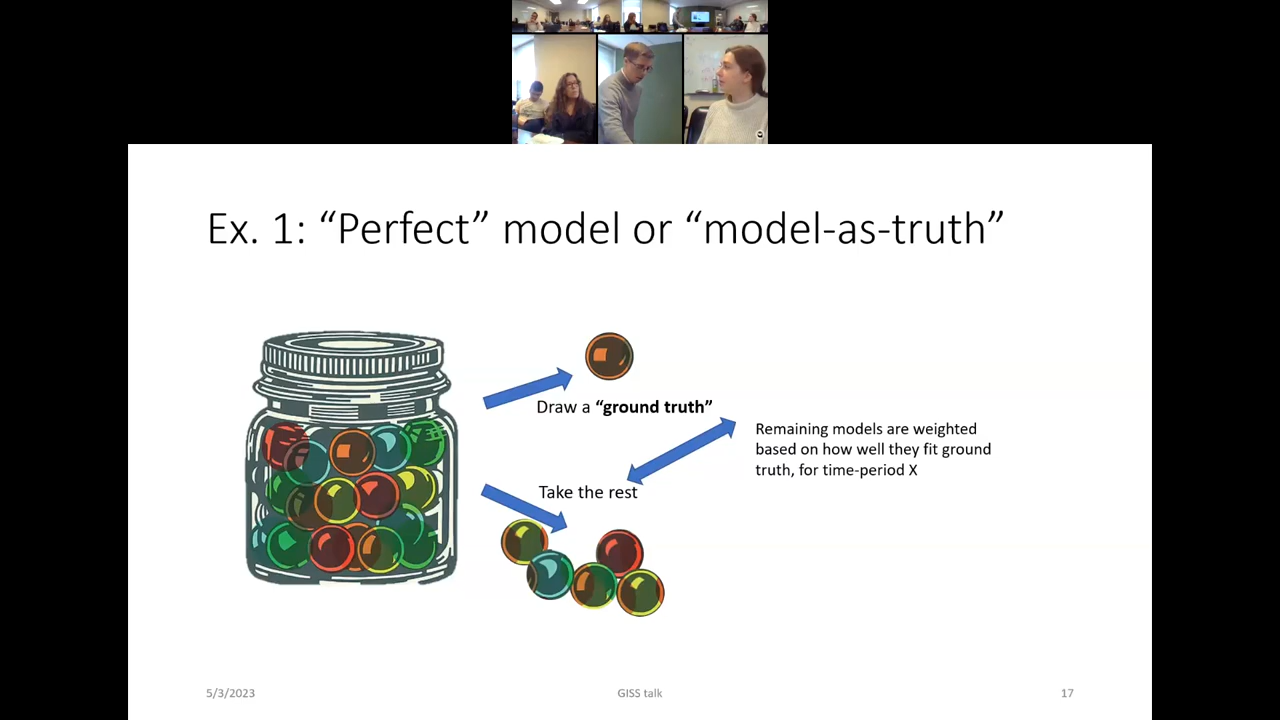 Ex. 1: “Perfect” model or “model-as-truth”
Draw a “ground truth”
Remaining models are weighted
based on how well they fit ground
truth, for time-period X
Take the rest
5/3/2023
GISS talk
17